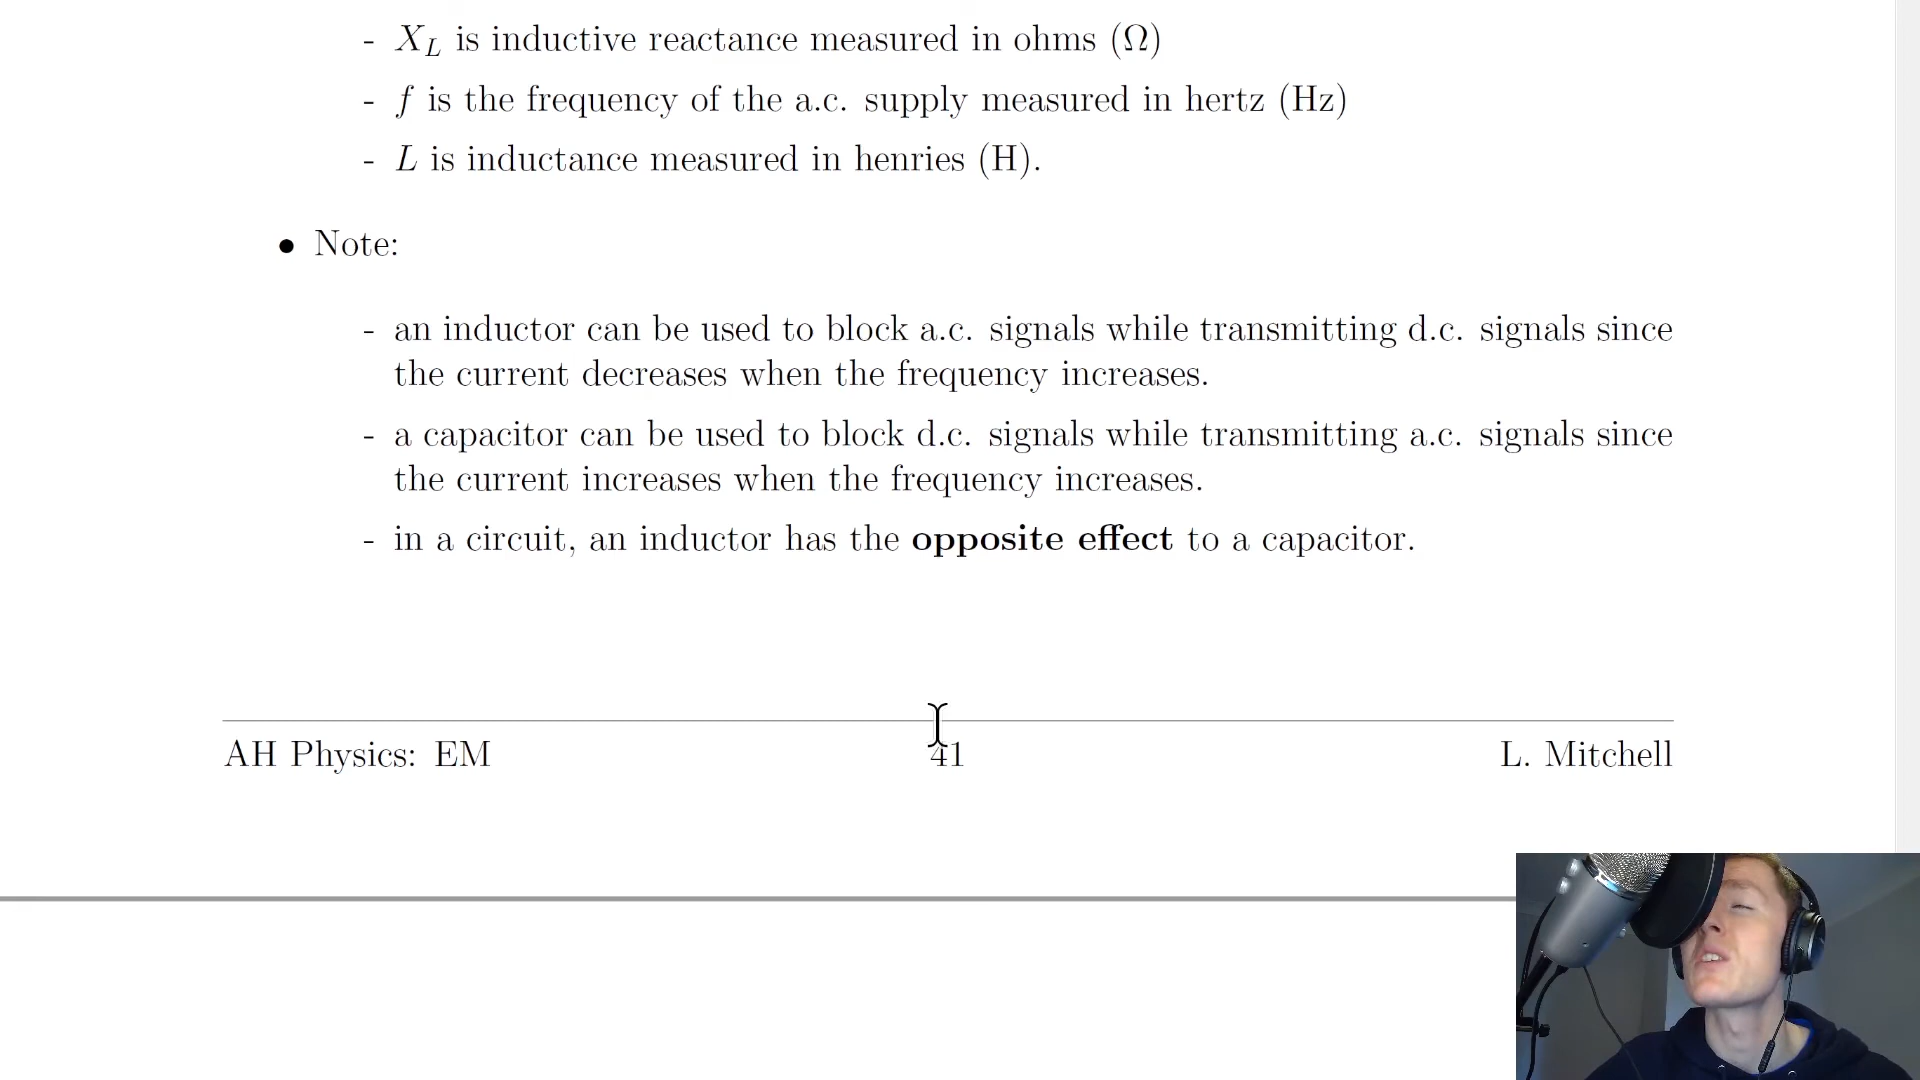 - X_L is inductive reactance measured in ohms (Ω)
- f is the frequency of the a.c. supply measured in hertz (Hz)
- L is inductance measured in henries (H).
• Note:
- an inductor can be used to block a.c. signals while transmitting d.c. signals since
the current decreases when the frequency increases.
- a capacitor can be used to block d.c. signals while transmitting a.c. signals since
the current increases when the frequency increases.
- in a circuit, an inductor has the opposite effect to a capacitor.
AH Physics: EM 41 L. Mitchell